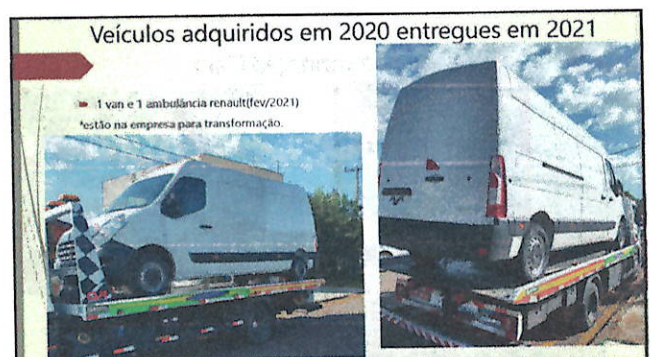 Veículos adquiridos em 2020 entregues em 2021
1 van e 1 ambulância renault(fev/2021)
*estão na empresa para transformação.